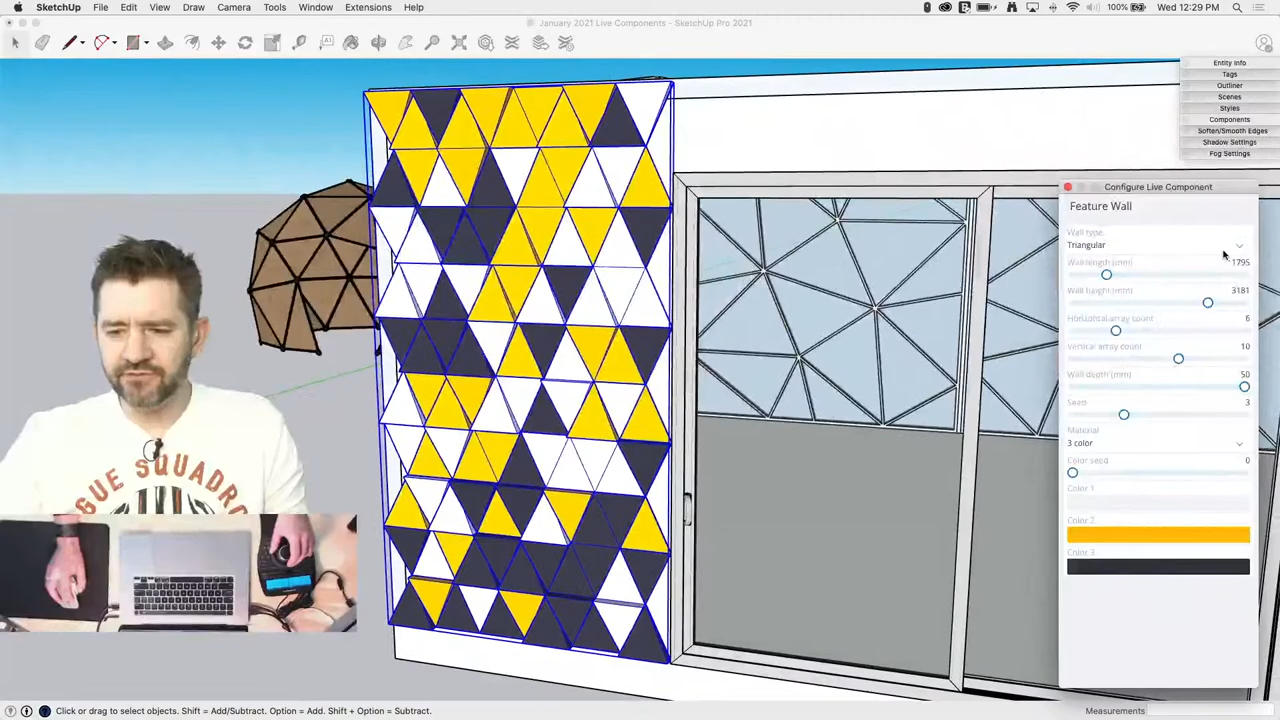 SketchUp File Edit View Draw Camera Tools Window Extensions Help
100% Wed 12:29 PM
January 2021 Live Components - SketchUp Pro 2021
Entity Info
Tags
Outliner
Scenes
Styles
Components
Soften/Smooth Edges
Shadow Settings
Fog Settings
Configure Live Component
Feature Wall
Wall type
Triangular
Wall length (mm) 1795
Wall height (mm) 3181
Horizontal array count 6
Vertical array count 10
Wall depth (mm) 50
Seed 3
Material
3 color
Color seed 0
Color 1
Color 2
Color 3
GUE SQUADR
Click or drag to select objects. Shift = Add/Subtract. Option = Add. Shift + Option = Subtract.
Measurements